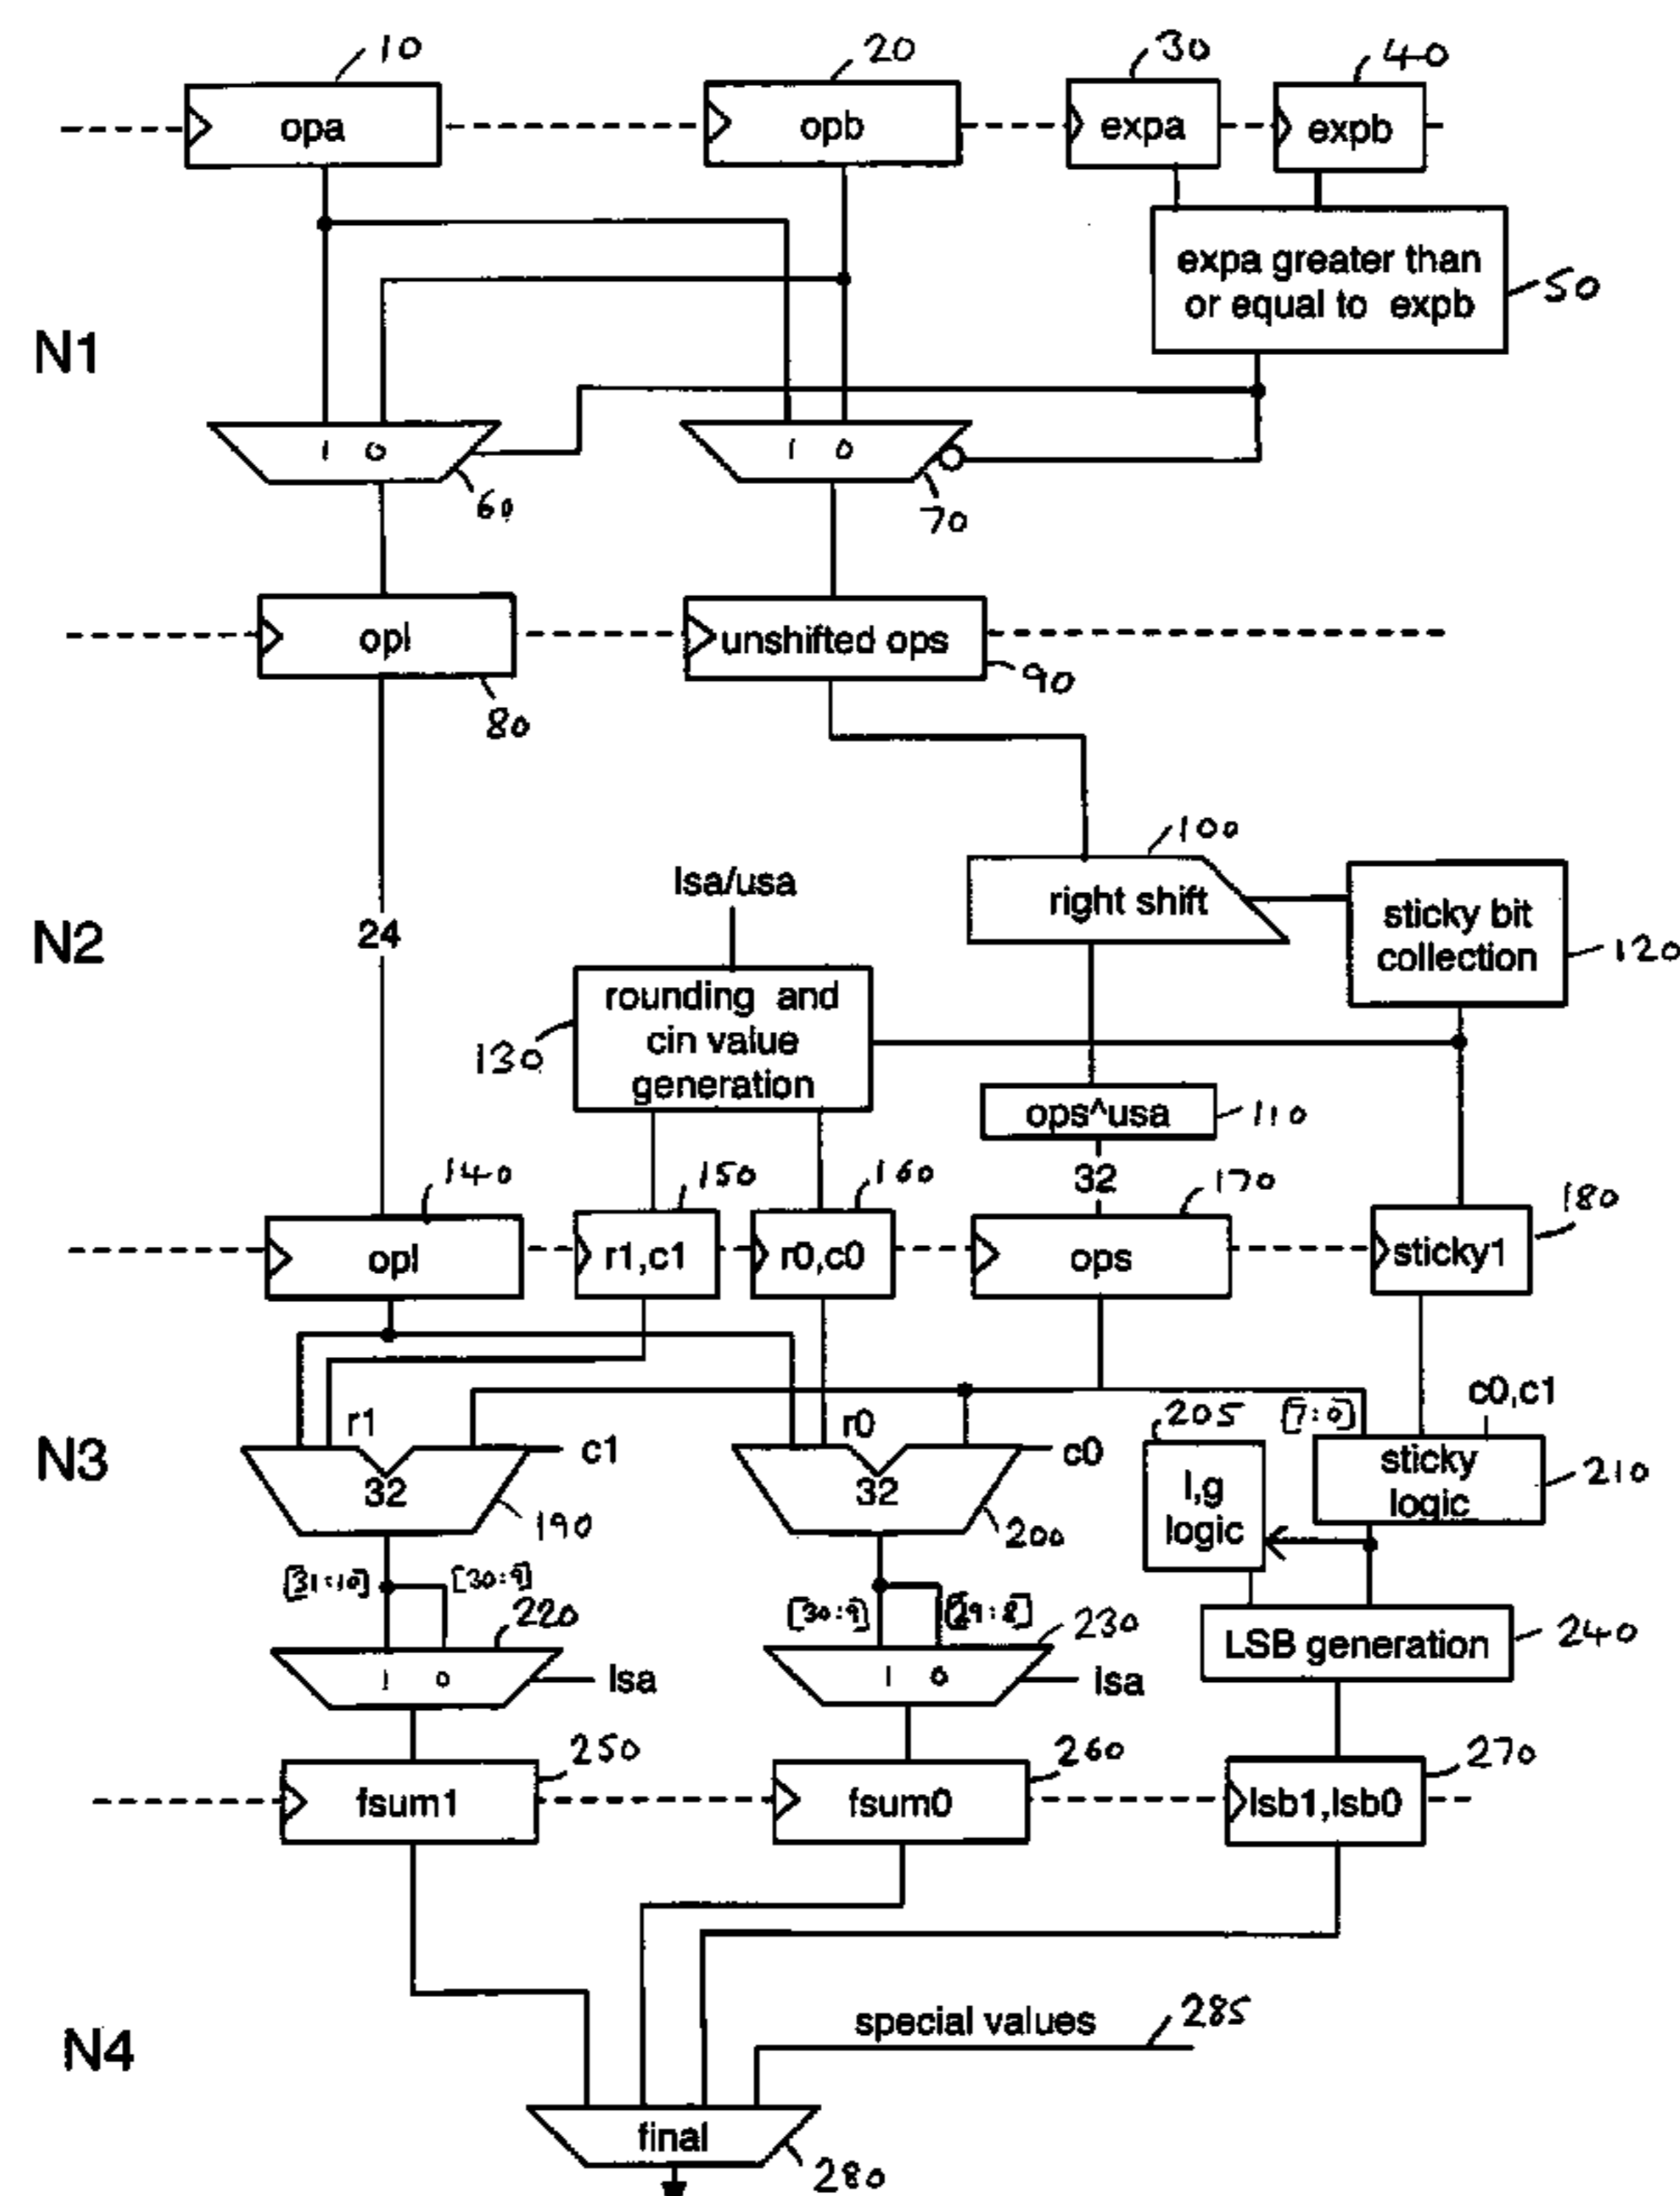 10
20
30
40
opa
opb
expa
expb
expa greater than
or equal to expb
50
N1
1 0
1 0
60
70
opl
unshifted ops
80
90
100
lsa/usa
right shift
sticky bit
collection
120
N2
24
rounding and
cin value
generation
130
ops^usa
110
32
140
150
160
170
180
opl
r1,c1
r0,c0
ops
sticky1
c0,c1
r1
r0
205
[7:0]
N3
c1
c0
32
32
sticky
logic
210
l,g
logic
190
200
[31:10]
[30:9]
[30:9]
[29:8]
220
230
LSB generation
240
1 0
lsa
1 0
lsa
250
260
270
fsum1
fsum0
lsb1,lsb0
N4
special values
285
final
280